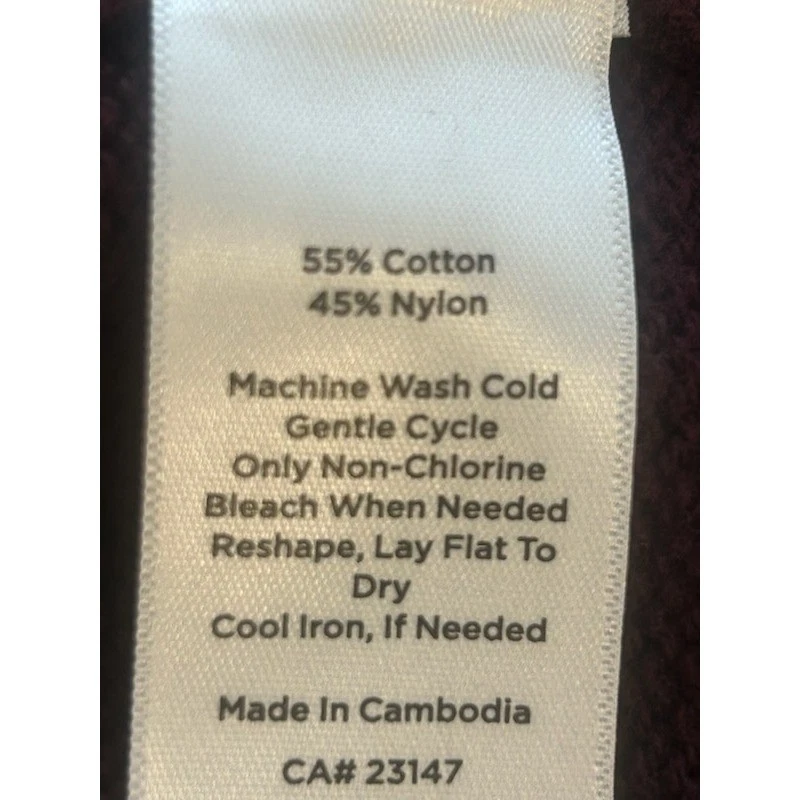 55% Cotton
45% Nylon
Machine Wash Cold
Gentle Cycle
Only Non-Chlorine
Bleach When Needed
Reshape, Lay Flat To
Dry
Cool Iron, If Needed
Made In Cambodia
CA# 23147